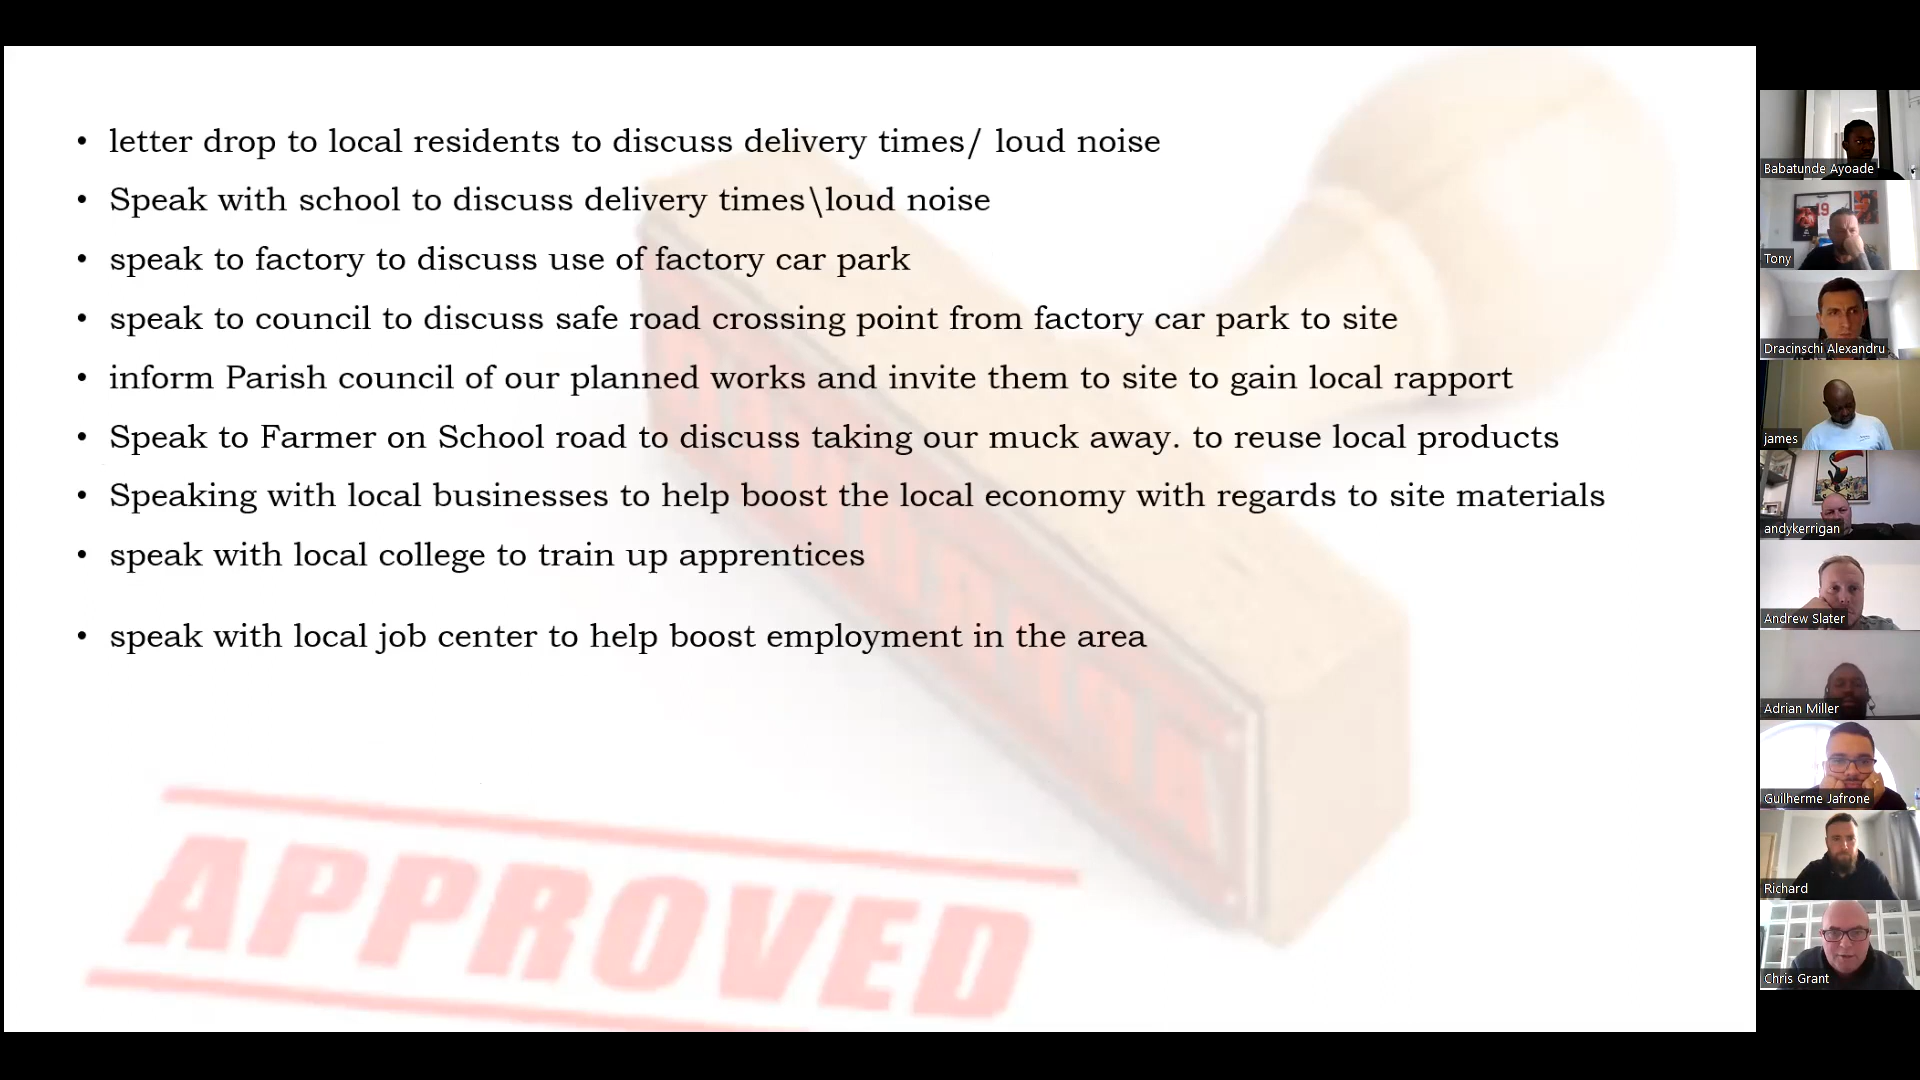 • letter drop to local residents to discuss delivery times/ loud noise
• Speak with school to discuss delivery times\loud noise
• speak to factory to discuss use of factory car park
• speak to council to discuss safe road crossing point from factory car park to site
• inform Parish council of our planned works and invite them to site to gain local rapport
• Speak to Farmer on School road to discuss taking our muck away. to reuse local products
• Speaking with local businesses to help boost the local economy with regards to site materials
• speak with local college to train up apprentices
• speak with local job center to help boost employment in the area
APPROVED
Babatunde Ayoade
19
Tony
Dracinschi Alexandru
james
andykerrigan
Andrew Slater
Adrian Miller
Guilherme Jafrone
Richard
Chris Grant